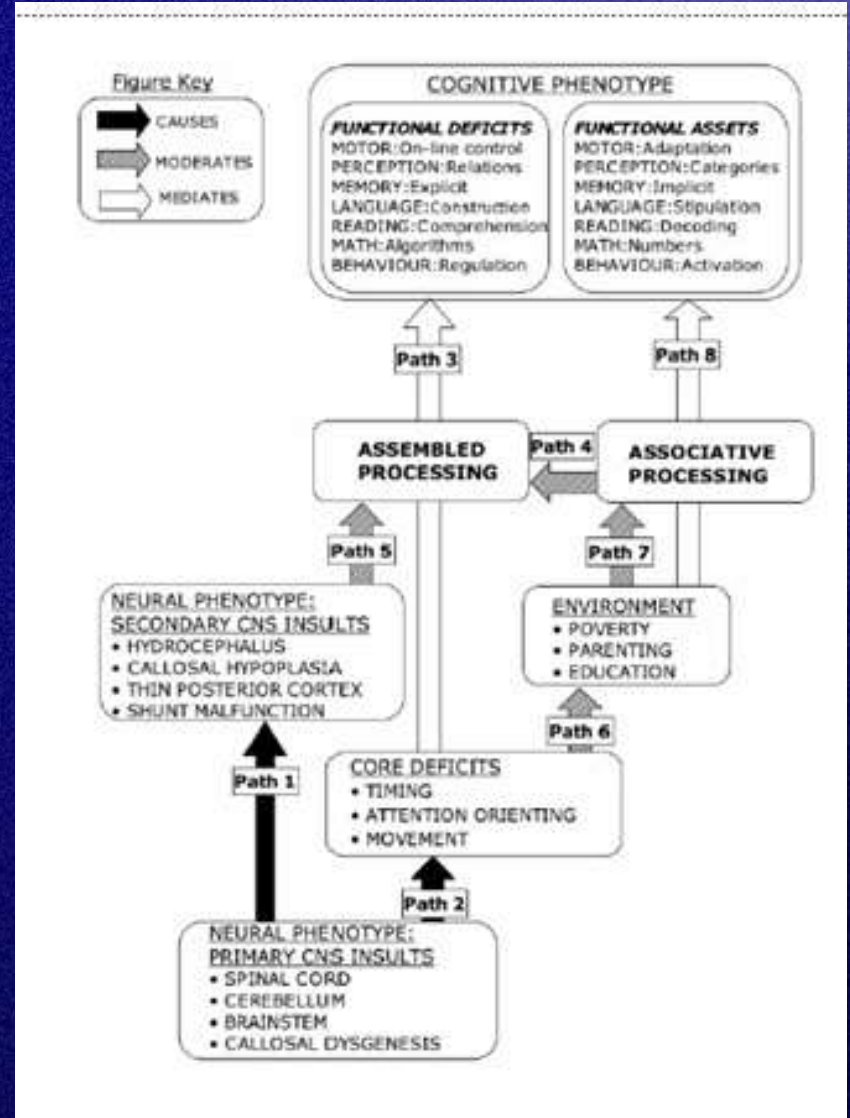 Figure Key
CAUSES
MODERATES
MEDIATES
COGNITIVE PHENOTYPE
FUNCTIONAL DEFICITS
MOTOR:On-line control
PERCEPTION:Relations
MEMORY:Explicit
LANGUAGE:Construction
READING:Comprehension
MATH:Algorithms
BEHAVIOUR:Regulation
FUNCTIONAL ASSETS
MOTOR:Adaptation
PERCEPTION:Categories
MEMORY:Implicit
LANGUAGE:Stipulation
READING:Decoding
MATH:Numbers
BEHAVIOUR:Activation
Path 3
Path 8
ASSEMBLED
PROCESSING
Path 4
ASSOCIATIVE
PROCESSING
Path 5
Path 7
NEURAL PHENOTYPE:
SECONDARY CNS INSULTS
• HYDROCEPHALUS
• CALLOSAL HYPOPLASIA
• THIN POSTERIOR CORTEX
• SHUNT MALFUNCTION
ENVIRONMENT
• POVERTY
• PARENTING
• EDUCATION
Path 6
Path 1
CORE DEFICITS
• TIMING
• ATTENTION ORIENTING
• MOVEMENT
Path 2
NEURAL PHENOTYPE:
PRIMARY CNS INSULTS
• SPINAL CORD
• CEREBELLUM
• BRAINSTEM
• CALLOSAL DYSGENESIS